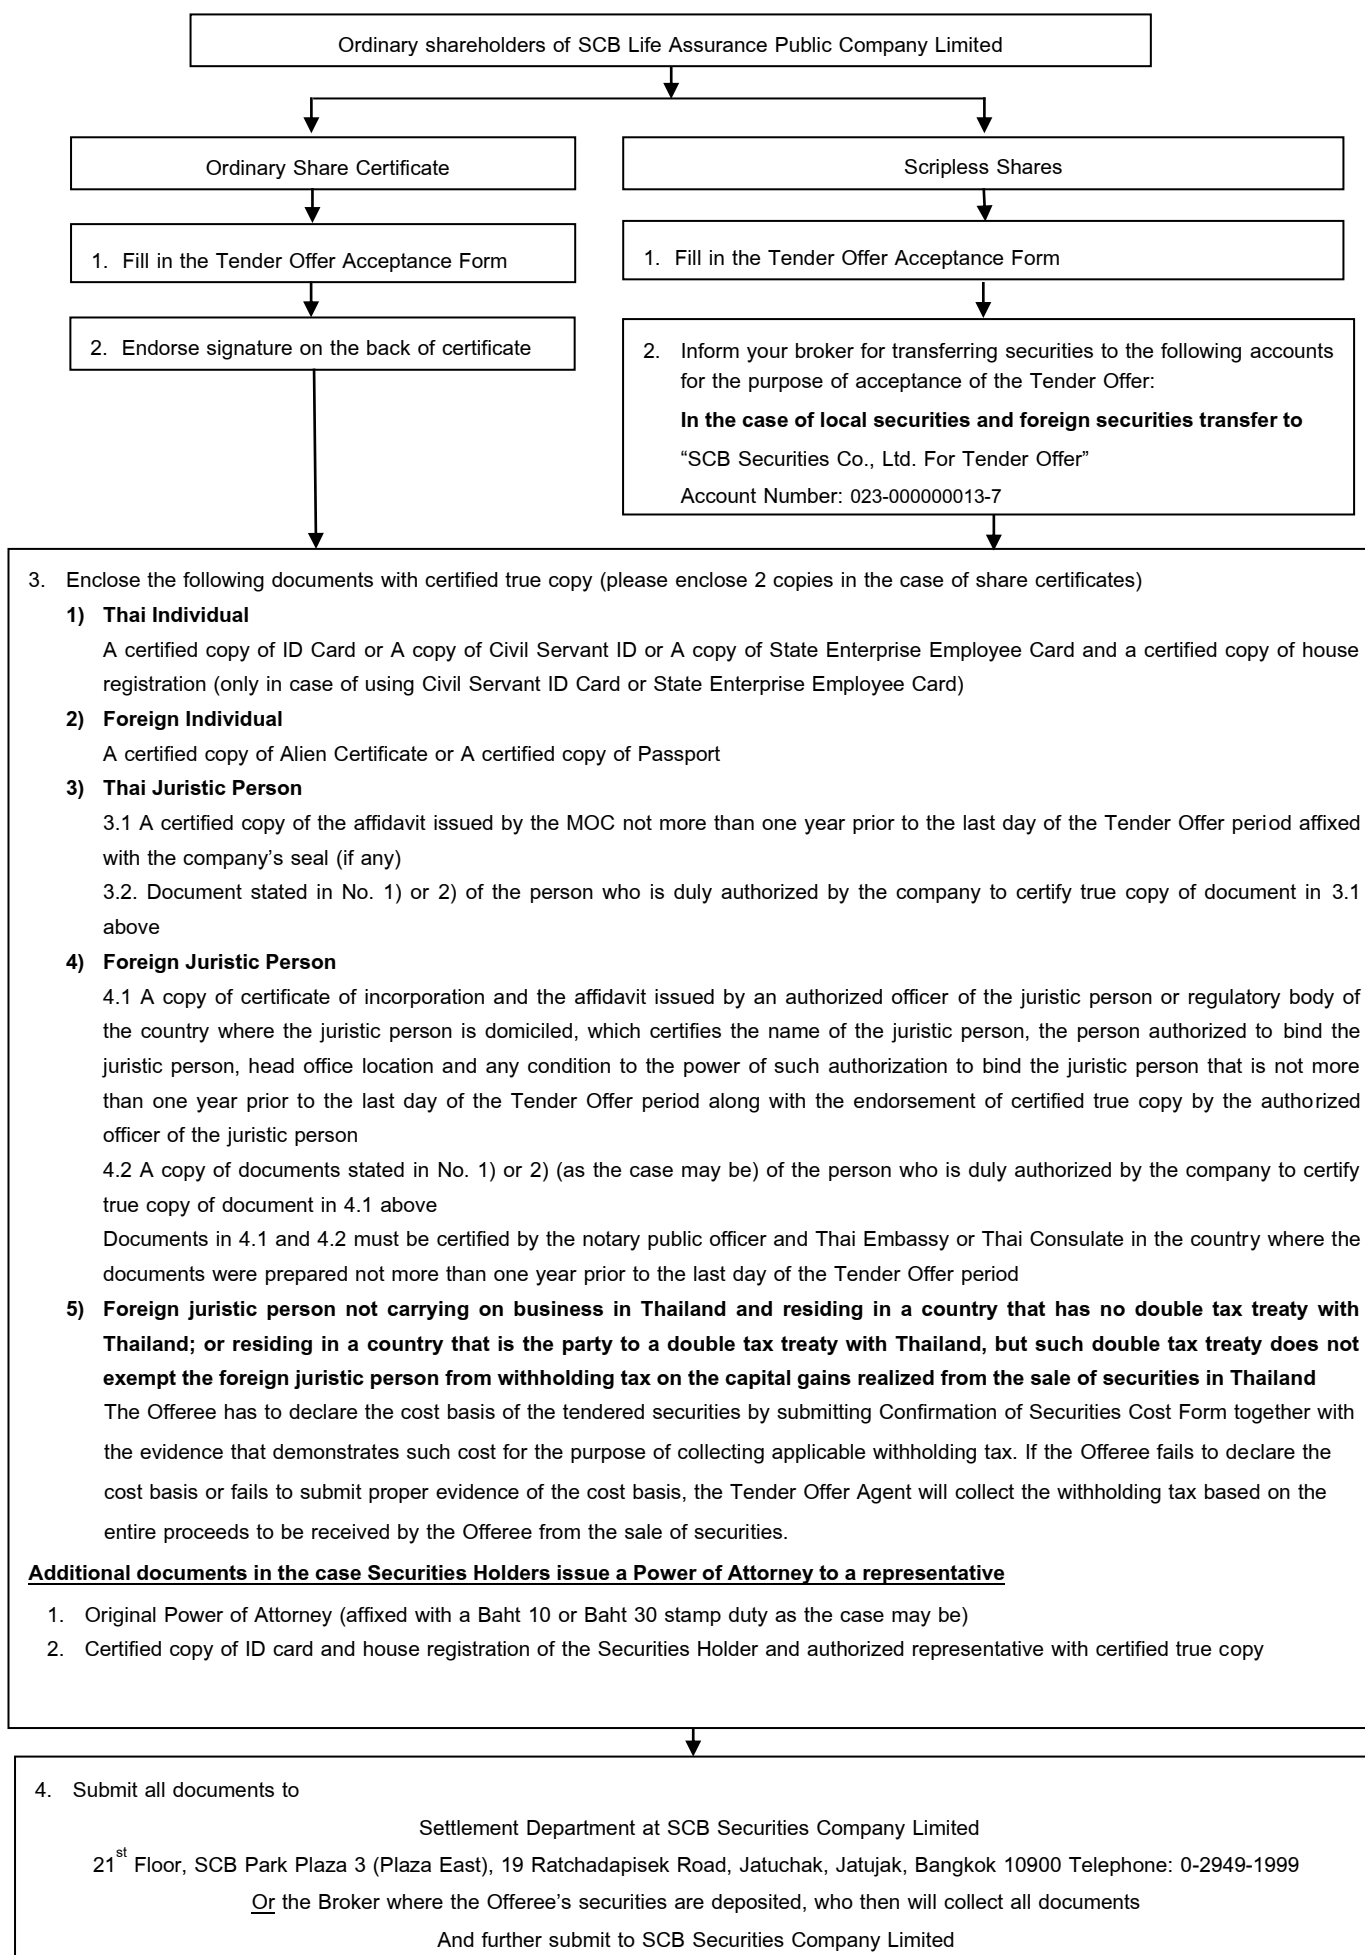 Ordinary shareholders of SCB Life Assurance Public Company Limited
Ordinary Share Certificate
Scripless Shares
1. Fill in the Tender Offer Acceptance Form
1. Fill in the Tender Offer Acceptance Form
2. Endorse signature on the back of certificate
2. Inform your broker for transferring securities to the following accounts
for the purpose of acceptance of the Tender Offer:
In the case of local securities and foreign securities transfer to
“SCB Securities Co., Ltd. For Tender Offer”
Account Number: 023-000000013-7
3. Enclose the following documents with certified true copy (please enclose 2 copies in the case of share certificates)
1) Thai Individual
A certified copy of ID Card or A copy of Civil Servant ID or A copy of State Enterprise Employee Card and a certified copy of house
registration (only in case of using Civil Servant ID Card or State Enterprise Employee Card)
2) Foreign Individual
A certified copy of Alien Certificate or A certified copy of Passport
3) Thai Juristic Person
3.1 A certified copy of the affidavit issued by the MOC not more than one year prior to the last day of the Tender Offer period affixed
with the company’s seal (if any)
3.2. Document stated in No. 1) or 2) of the person who is duly authorized by the company to certify true copy of document in 3.1
above
4) Foreign Juristic Person
4.1 A copy of certificate of incorporation and the affidavit issued by an authorized officer of the juristic person or regulatory body of
the country where the juristic person is domiciled, which certifies the name of the juristic person, the person authorized to bind the
juristic person, head office location and any condition to the power of such authorization to bind the juristic person that is not more
than one year prior to the last day of the Tender Offer period along with the endorsement of certified true copy by the authorized
officer of the juristic person
4.2 A copy of documents stated in No. 1) or 2) (as the case may be) of the person who is duly authorized by the company to certify
true copy of document in 4.1 above
Documents in 4.1 and 4.2 must be certified by the notary public officer and Thai Embassy or Thai Consulate in the country where the
documents were prepared not more than one year prior to the last day of the Tender Offer period
5) Foreign juristic person not carrying on business in Thailand and residing in a country that has no double tax treaty with
Thailand; or residing in a country that is the party to a double tax treaty with Thailand, but such double tax treaty does not
exempt the foreign juristic person from withholding tax on the capital gains realized from the sale of securities in Thailand
The Offeree has to declare the cost basis of the tendered securities by submitting Confirmation of Securities Cost Form together with
the evidence that demonstrates such cost for the purpose of collecting applicable withholding tax. If the Offeree fails to declare the
cost basis or fails to submit proper evidence of the cost basis, the Tender Offer Agent will collect the withholding tax based on the
entire proceeds to be received by the Offeree from the sale of securities.
Additional documents in the case Securities Holders issue a Power of Attorney to a representative
1. Original Power of Attorney (affixed with a Baht 10 or Baht 30 stamp duty as the case may be)
2. Certified copy of ID card and house registration of the Securities Holder and authorized representative with certified true copy
4. Submit all documents to
Settlement Department at SCB Securities Company Limited
21st Floor, SCB Park Plaza 3 (Plaza East), 19 Ratchadapisek Road, Jatuchak, Jatujak, Bangkok 10900 Telephone: 0-2949-1999
Or the Broker where the Offeree’s securities are deposited, who then will collect all documents
And further submit to SCB Securities Company Limited